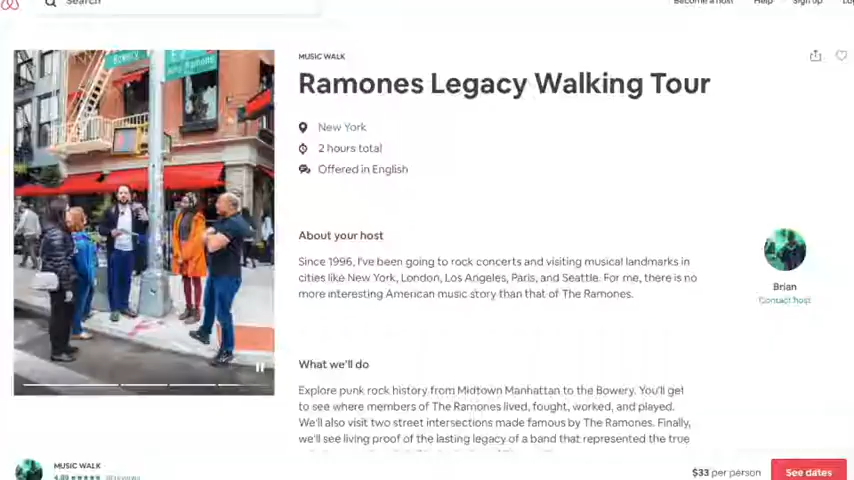 Search
Become a host
Help
Sign up
Bowery
MUSIC WALK
Ramones Legacy Walking Tour
New York
2 hours total
Offered in English
About your host
Since 1996, I've been going to rock concerts and visiting musical landmarks in
cities like New York, London, Los Angeles, Paris, and Seattle. For me, there is no
more interesting American music story than that of The Ramones.
Brian
Contact host
What we'll do
Explore punk rock history from Midtown Manhattan to the Bowery. You'll get
to see where members of The Ramones lived, fought, worked, and played.
We'll also visit two street intersections made famous by The Ramones. Finally,
we'll see living proof of the lasting legacy of a band that represented the true
MUSIC WALK
$33 per person
See dates